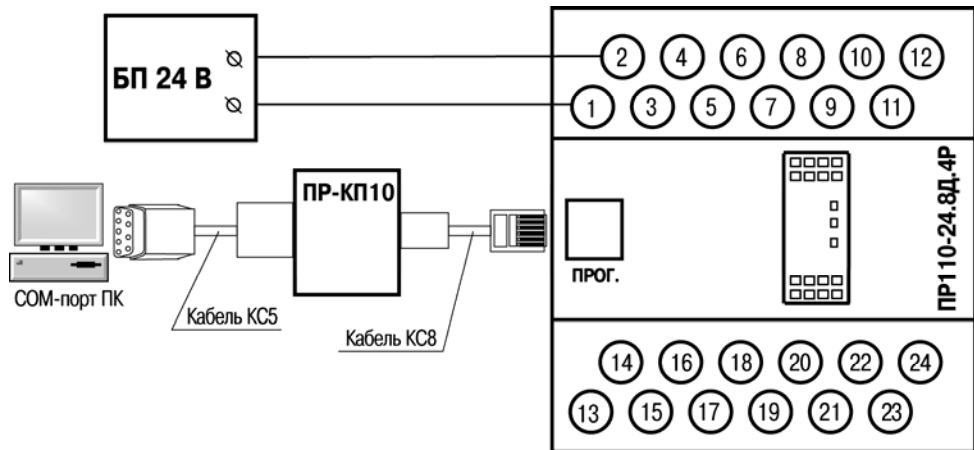 БП 24 В
2 4 6 8 10 12
1 3 5 7 9 11
ПР-КП10
ПРОГ.
ПР110-24.8Д.4Р
COM-порт ПК
Кабель КС5
Кабель КС8
14 16 18 20 22 24
13 15 17 19 21 23